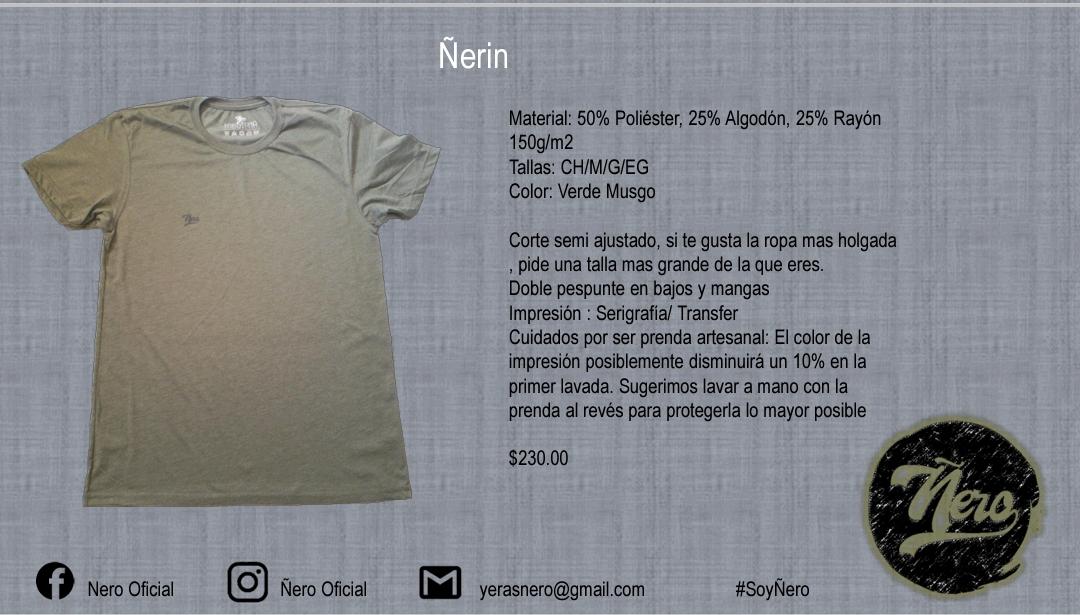 Ñerin
Material: 50% Poliéster, 25% Algodón, 25% Rayón
150g/m2
Tallas: CH/M/G/EG
Color: Verde Musgo
Corte semi ajustado, si te gusta la ropa mas holgada
, pide una talla mas grande de la que eres.
Doble pespunte en bajos y mangas
Impresión : Serigrafía/ Transfer
Cuidados por ser prenda artesanal: El color de la
impresión posiblemente disminuirá un 10% en la
primer lavada. Sugerimos lavar a mano con la
prenda al revés para protegerla lo mayor posible
$230.00
Ñero
Ñero
Nero Oficial
Ñero Oficial
yerasnero@gmail.com
#SoyÑero